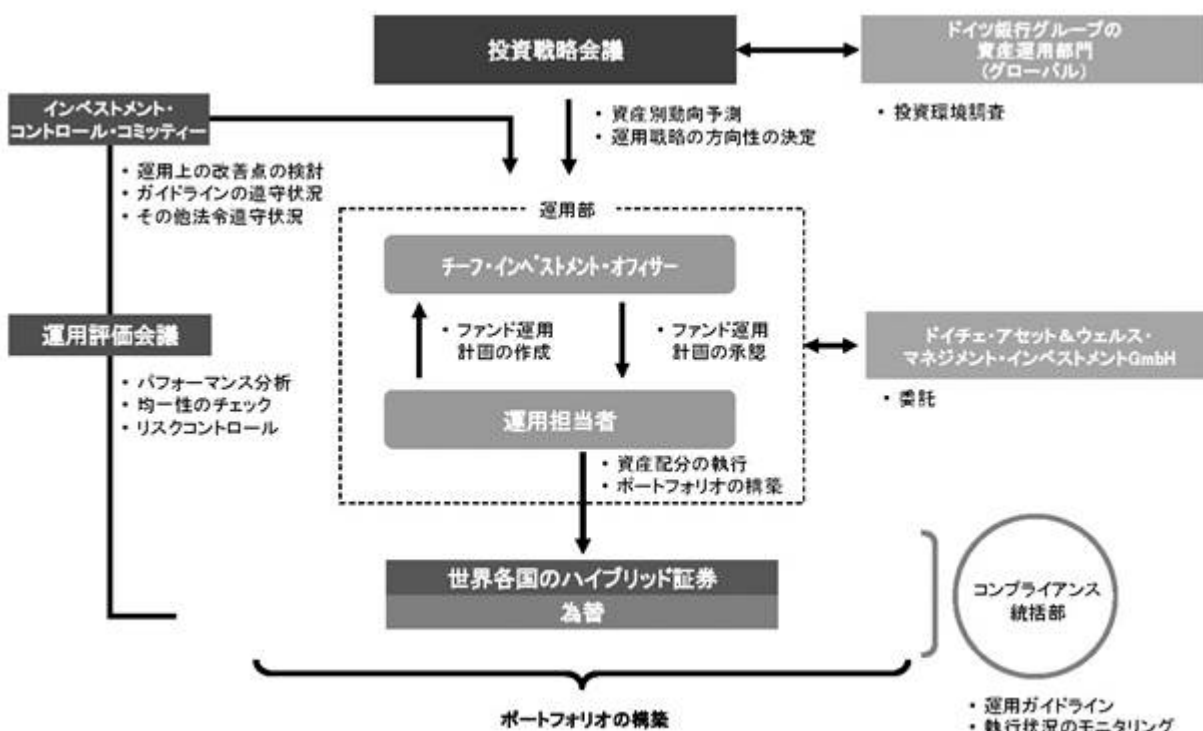 投資戦略会議
ドイツ銀行グループの
資産運用部門
(グローバル)
• 投資環境調査
インベストメント・
コントロール・コミッティー
• 資産別動向予測
• 運用戦略の方向性の決定
• 運用上の改善点の検討
• ガイドラインの遵守状況
• その他法令遵守状況
運用部
チーフ・インベストメント・オフィサー
• ファンド運用
計画の作成
• ファンド運用
計画の承認
運用評価会議
• パフォーマンス分析
• 均一性のチェック
• リスクコントロール
ドイチェ・アセット&ウェルス・
マネジメント・インベストメントGmbH
• 委託
運用担当者
• 資産配分の執行
• ポートフォリオの構築
世界各国のハイブリッド証券
為替
コンプライアンス
統括部
ポートフォリオの構築
• 運用ガイドライン
• 執行状況のモニタリング